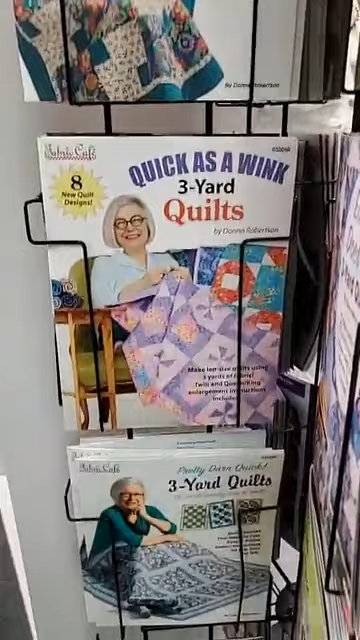 By Donna Robertson
Fabric Café
8
New Quilt
Designs!
QUICK AS A WINK
3-Yard
Quilts
by Donna Robertson
Make lap-size quilts using
3 yards of fabric!
Twin and Queen/King
enlargement instructions
included
Fabric Café
Pretty Darn Quick!
3-Yard Quilts